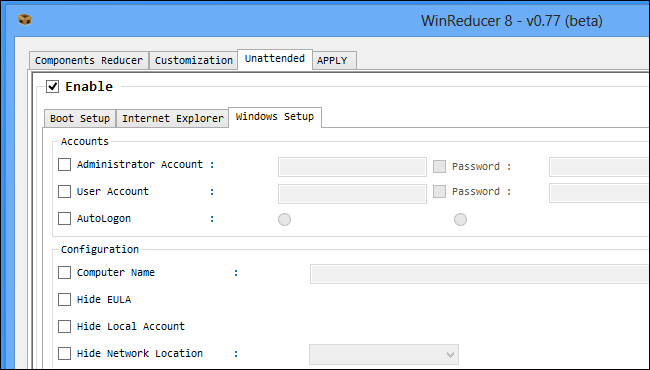 WinReducer 8 - v0.77 (beta)
Components Reducer Customization Unattended APPLY
Enable
Boot Setup Internet Explorer Windows Setup
Accounts
Administrator Account : Password :
User Account : Password :
AutoLogon :
Configuration
Computer Name :
Hide EULA
Hide Local Account
Hide Network Location :